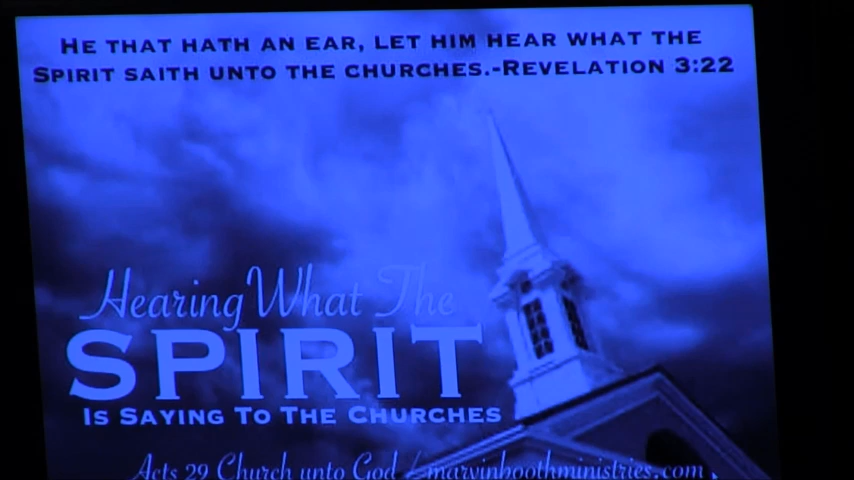 HE THAT HATH AN EAR, LET HIM HEAR WHAT THE
SPIRIT SAITH UNTO THE CHURCHES.-REVELATION 3:22
Hearing What The
SPIRIT
IS SAYING TO THE CHURCHES
Acts 29 Church unto God / marvinboothministries.com